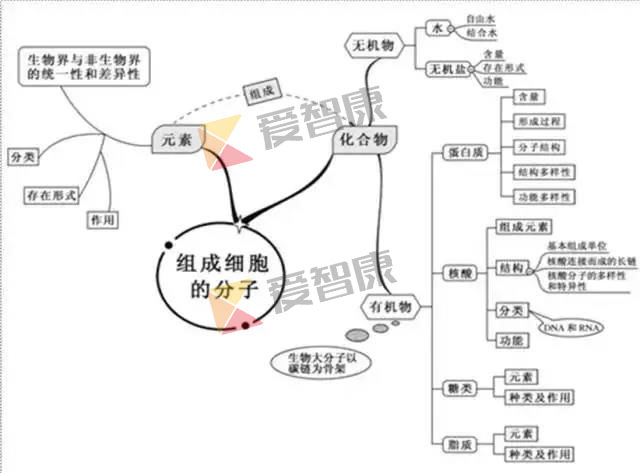 生物界与非生物界
的统一性和差异性
分类
存在形式
作用
元素
组成
化合物
组成细胞
的分子
无机物
水
自由水
结合水
无机盐
含量
存在形式
功能
有机物
生物大分子以
碳链为骨架
蛋白质
含量
形成过程
分子结构
结构多样性
功能多样性
核酸
组成元素
结构
基本组成单位
核酸连接而成的长链
核酸分子的多样性
和特异性
分类
DNA和RNA
功能
糖类
元素
种类及作用
脂质
元素
种类及作用
爱智康
爱智康